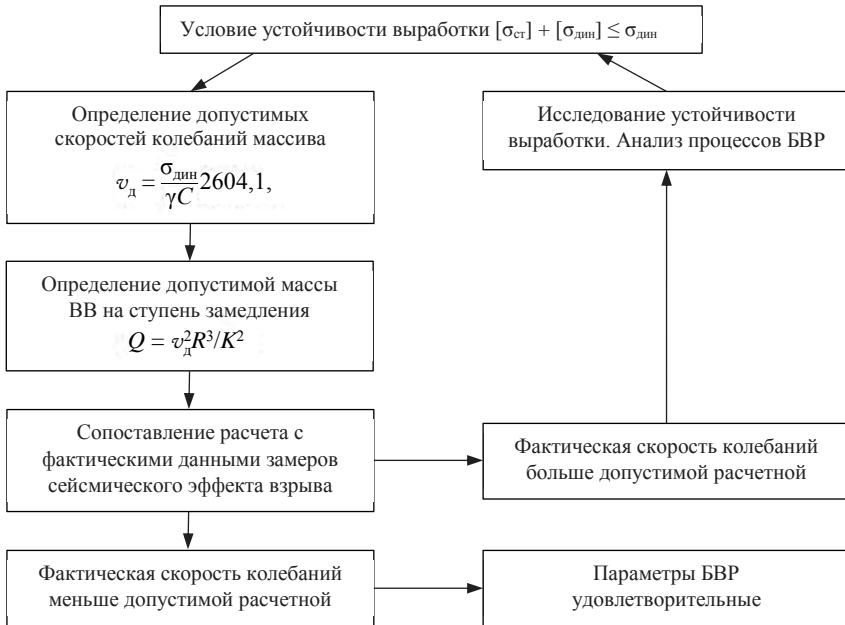 Условие устойчивости выработки [σст] + [σдин] ≤ σдин
Определение допустимых
скоростей колебаний массива
vд = σдин/γC 2604,1,
Исследование устойчивости
выработки. Анализ процессов БВР
Определение допустимой массы
ВВ на ступень замедления
Q = vд²R³/K²
Сопоставление расчета с
фактическими данными замеров
сейсмического эффекта взрыва
Фактическая скорость колебаний
больше допустимой расчетной
Фактическая скорость колебаний
меньше допустимой расчетной
Параметры БВР
удовлетворительные